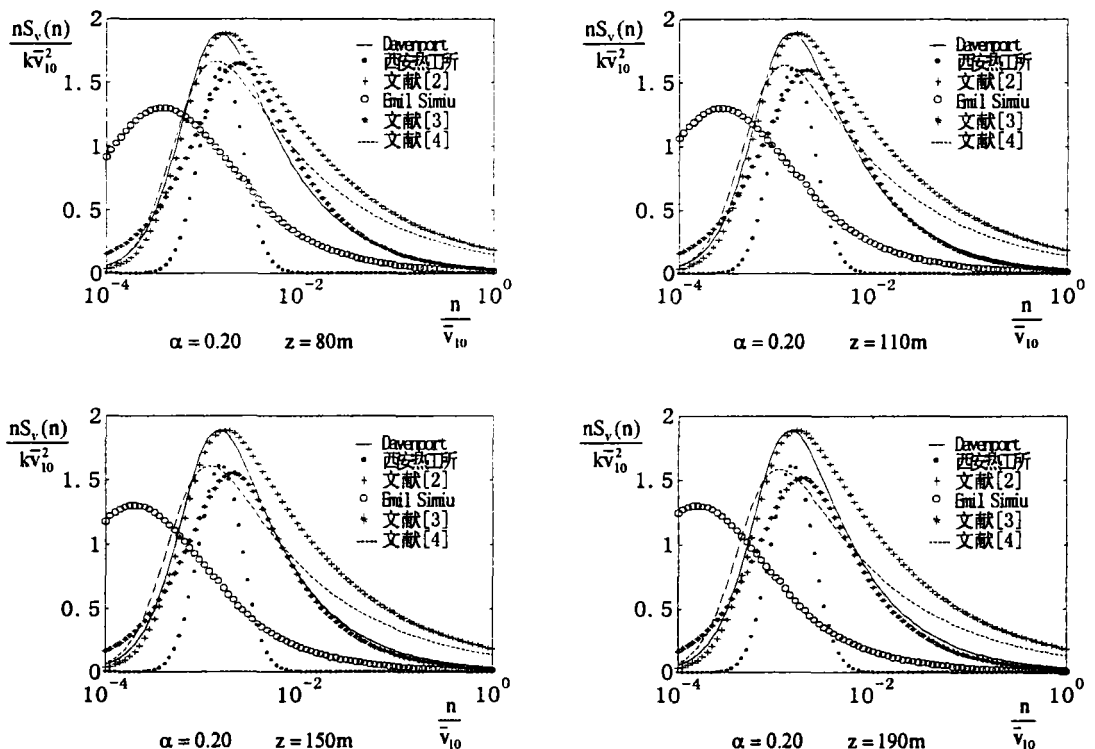 nSᵥ(n)
kv̄²₁₀
2
1.5
1
0.5
0
10⁻⁴
10⁻²
10⁰
n
v̄₁₀
Davenport
西安热工所
文献[2]
Emil Simiu
文献[3]
文献[4]
α = 0.20 z = 80m
nSᵥ(n)
kv̄²₁₀
2
1.5
1
0.5
0
10⁻⁴
10⁻²
10⁰
n
v̄₁₀
Davenport
西安热工所
文献[2]
Emil Simiu
文献[3]
文献[4]
α = 0.20 z = 110m
nSᵥ(n)
kv̄²₁₀
2
1.5
1
0.5
0
10⁻⁴
10⁻²
10⁰
n
v̄₁₀
Davenport
西安热工所
文献[2]
Emil Simiu
文献[3]
文献[4]
α = 0.20 z = 150m
nSᵥ(n)
kv̄²₁₀
2
1.5
1
0.5
0
10⁻⁴
10⁻²
10⁰
n
v̄₁₀
Davenport
西安热工所
文献[2]
Emil Simiu
文献[3]
文献[4]
α = 0.20 z = 190m